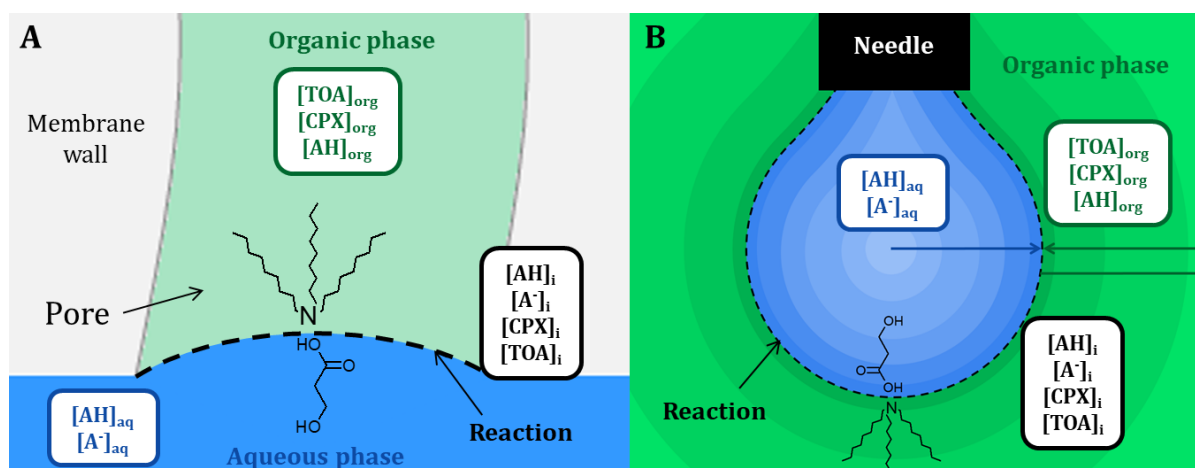 A
Organic phase
[TOA]org
[CPX]org
[AH]org
Membrane
wall
Pore
N
HO
O
HO
[AH]i
[A-]i
[CPX]i
[TOA]i
[AH]aq
[A-]aq
Reaction
Aqueous phase
B
Needle
Organic phase
[AH]aq
[A-]aq
[TOA]org
[CPX]org
[AH]org
OH
O
OH
N
Reaction
[AH]i
[A-]i
[CPX]i
[TOA]i